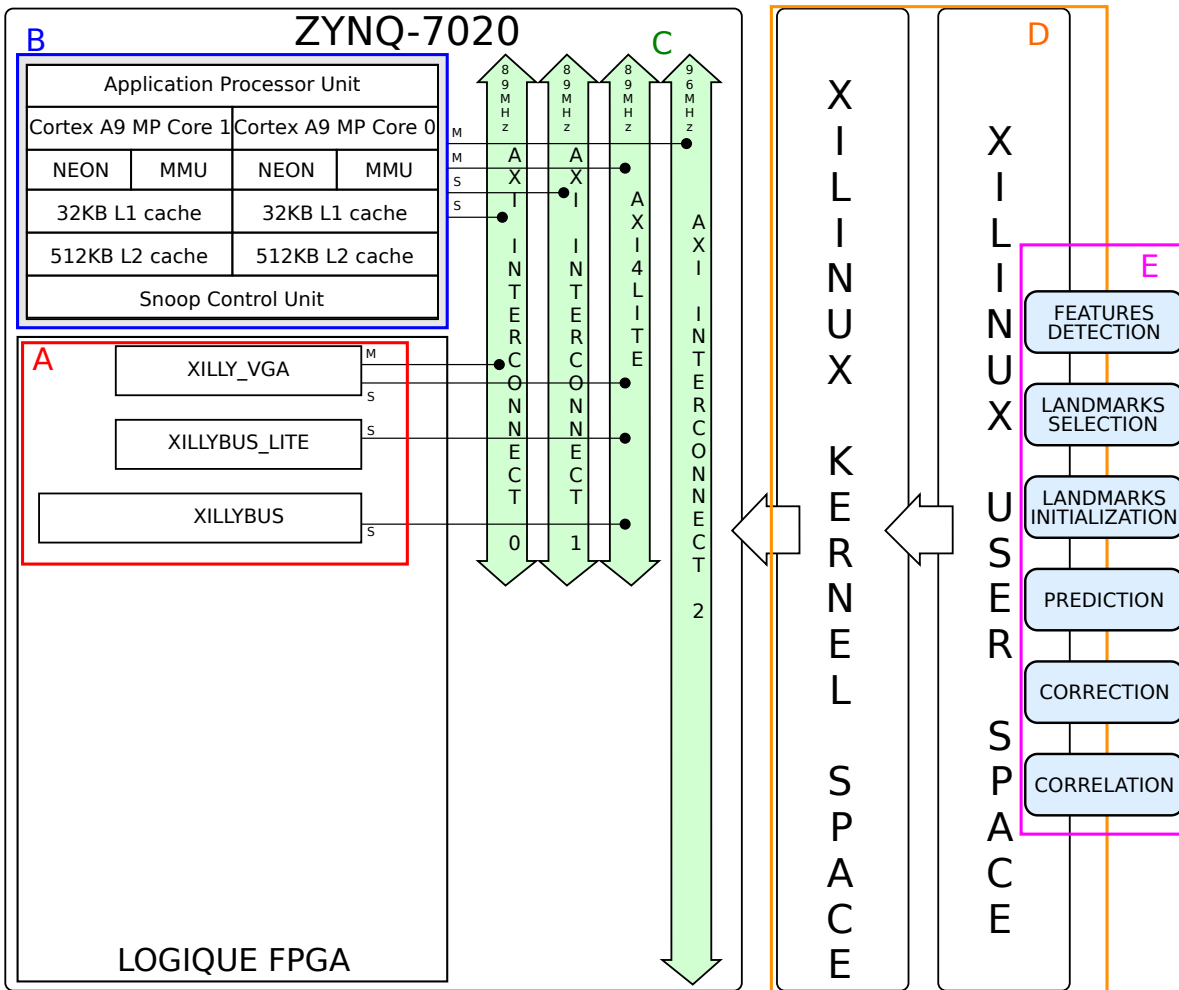 ZYNQ-7020
B
C
D
Application Processor Unit
Cortex A9 MP Core 1
Cortex A9 MP Core 0
NEON
MMU
NEON
MMU
32KB L1 cache
32KB L1 cache
512KB L2 cache
512KB L2 cache
Snoop Control Unit
M
M
S
S
89MHz
AXI INTERCONNECT 0
89MHz
AXI INTERCONNECT 1
89MHz
AXI4LITE
96MHz
AXI INTERCONNECT 2
A
XILLY_VGA
M
S
XILLYBUS_LITE
S
XILLYBUS
S
LOGIQUE FPGA
XILINUX KERNEL SPACE
XILINUX USER SPACE
E
FEATURES
DETECTION
LANDMARKS
SELECTION
LANDMARKS
INITIALIZATION
PREDICTION
CORRECTION
CORRELATION